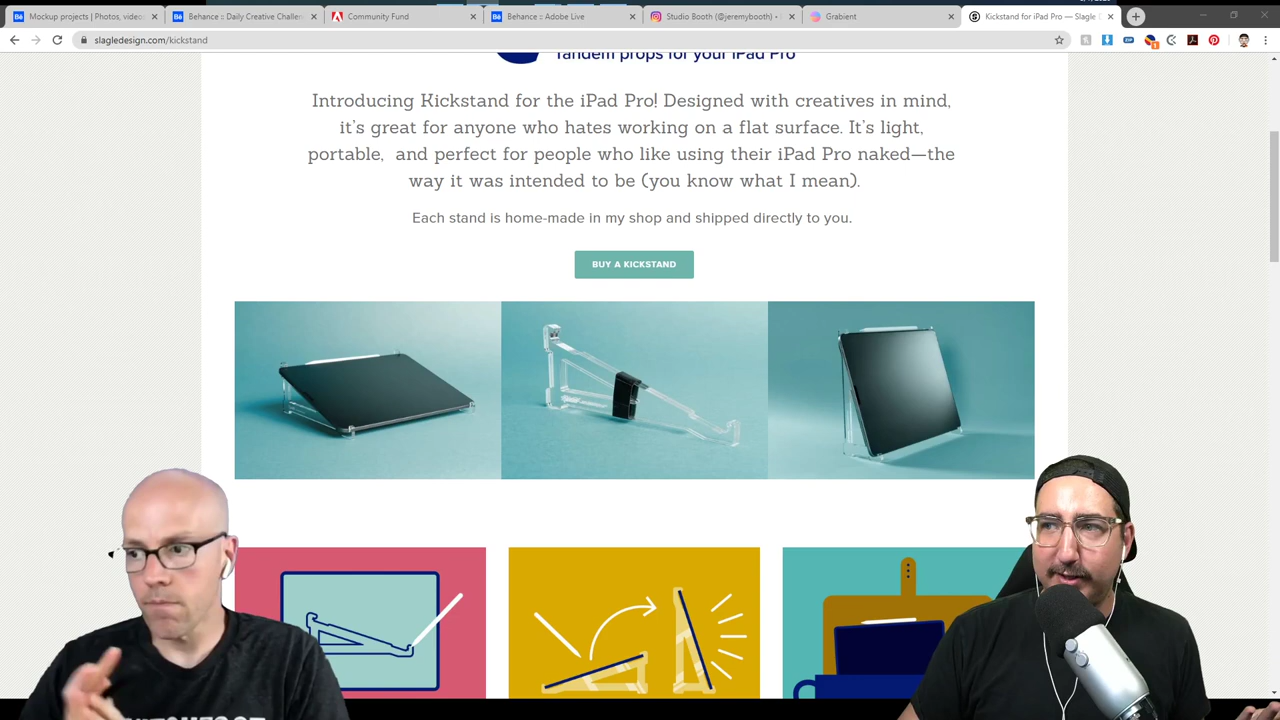 Mockup projects | Photos, video:
Behance :: Daily Creative Challen
Community Fund
Behance :: Adobe Live
Studio Booth (@jeremybooth) •
Grabient
Kickstand for iPad Pro — Slagle
slagledesign.com/kickstand
Tandem props for your iPad Pro
Introducing Kickstand for the iPad Pro! Designed with creatives in mind,
it's great for anyone who hates working on a flat surface. It's light,
portable, and perfect for people who like using their iPad Pro naked—the
way it was intended to be (you know what I mean).
Each stand is home-made in my shop and shipped directly to you.
BUY A KICKSTAND